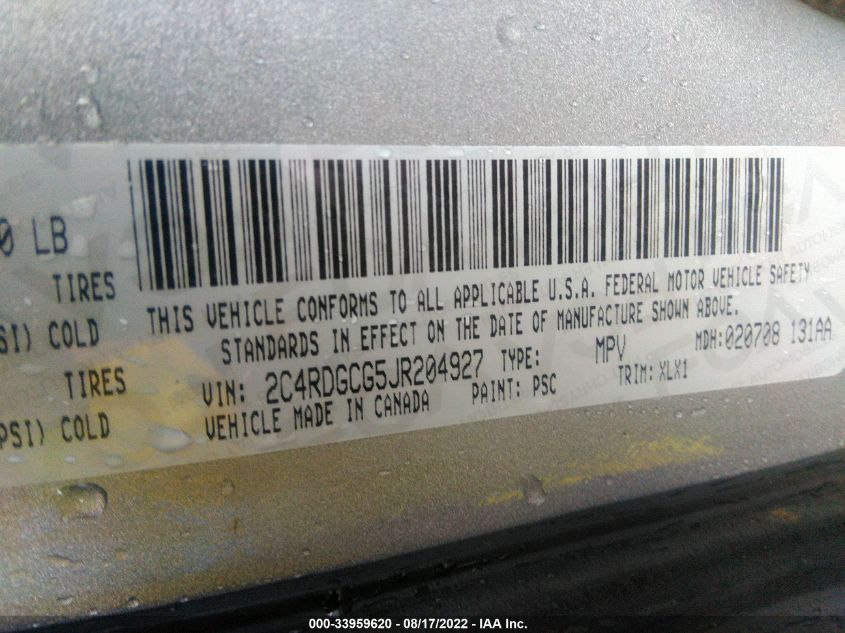 0 LB
TIRES
SI) COLD
TIRES
PSI) COLD
THIS VEHICLE CONFORMS TO ALL APPLICABLE U.S.A. FEDERAL MOTOR VEHICLE SAFETY
STANDARDS IN EFFECT ON THE DATE OF MANUFACTURE SHOWN ABOVE.
MDH:020708 131AA
VIN: 2C4RDGCG5JR204927 TYPE: MPV
VEHICLE MADE IN CANADA PAINT: PSC TRIM: XLX1
000-33959620 - 08/17/2022 - IAA Inc.